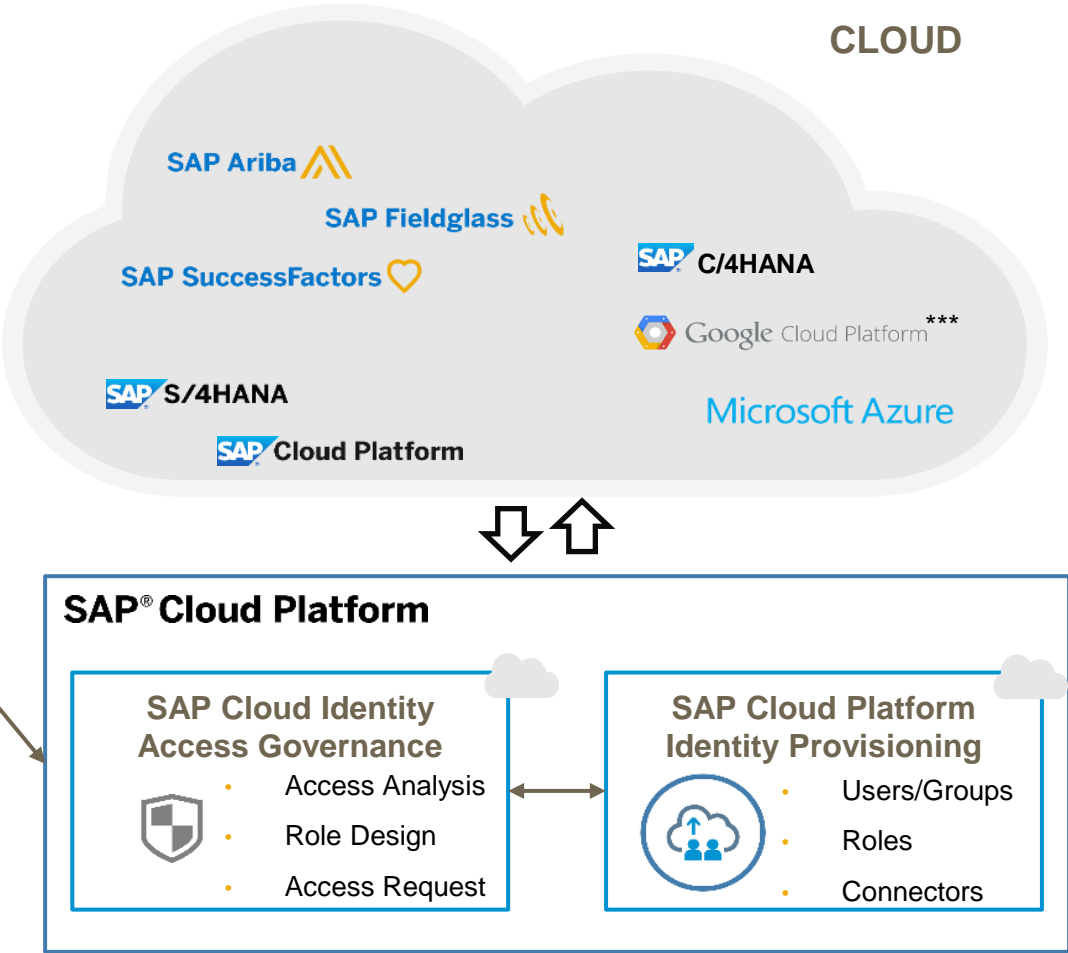 CLOUD
SAP Ariba
SAP Fieldglass
SAP SuccessFactors
SAP C/4HANA
Google Cloud Platform***
SAP S/4HANA
Microsoft Azure
SAP Cloud Platform
SAP® Cloud Platform
SAP Cloud Identity
Access Governance
• Access Analysis
• Role Design
• Access Request
SAP Cloud Platform
Identity Provisioning
• Users/Groups
• Roles
• Connectors